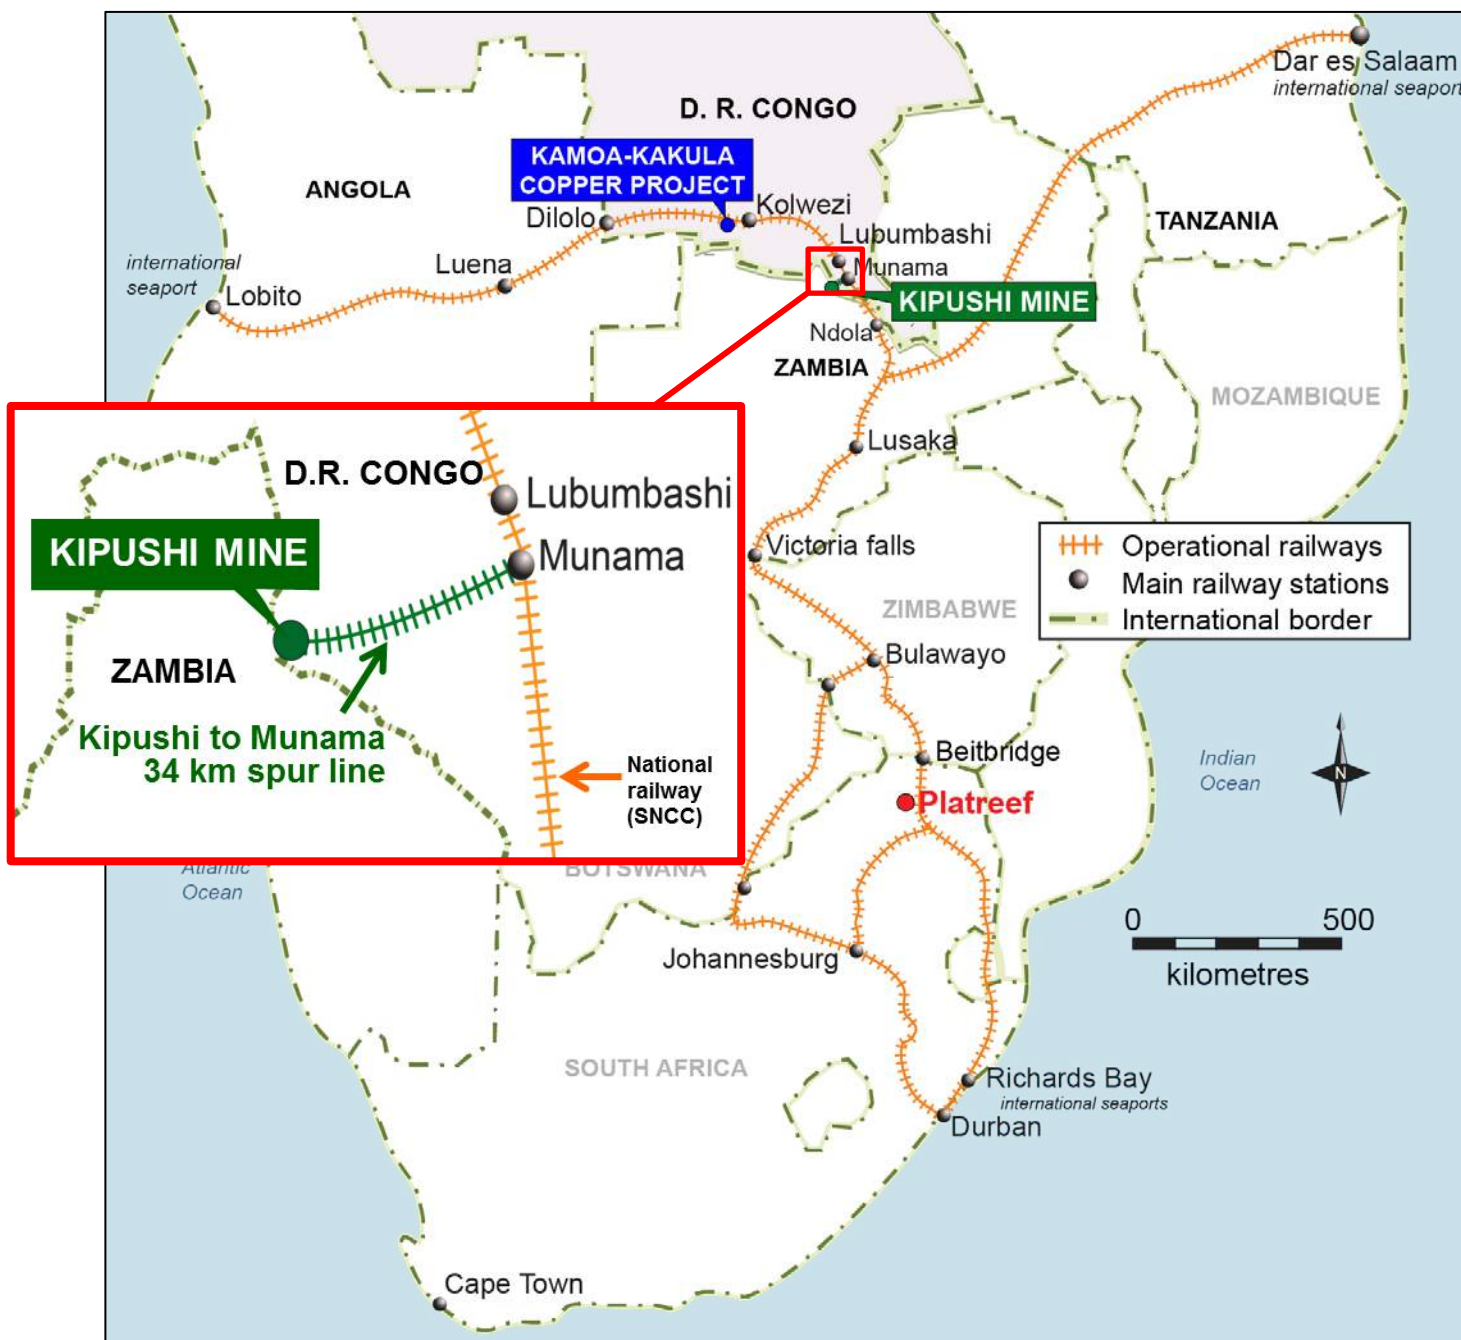 Dar es Salaam
international seaport
D. R. CONGO
KAMOA-KAKULA
COPPER PROJECT
ANGOLA
Dilolo
Kolwezi
TANZANIA
Lubumbashi
Munama
international
seaport
Luena
Lobito
KIPUSHI MINE
Ndola
ZAMBIA
MOZAMBIQUE
Lusaka
D.R. CONGO
Lubumbashi
KIPUSHI MINE
Munama
ZAMBIA
Kipushi to Munama
34 km spur line
National
railway
(SNCC)
Victoria falls
Operational railways
Main railway stations
International border
ZIMBABWE
Bulawayo
Beitbridge
Indian
Ocean
N
Platreef
BOTSWANA
Atlantic
Ocean
0 500
kilometres
Johannesburg
SOUTH AFRICA
Richards Bay
international seaports
Durban
Cape Town